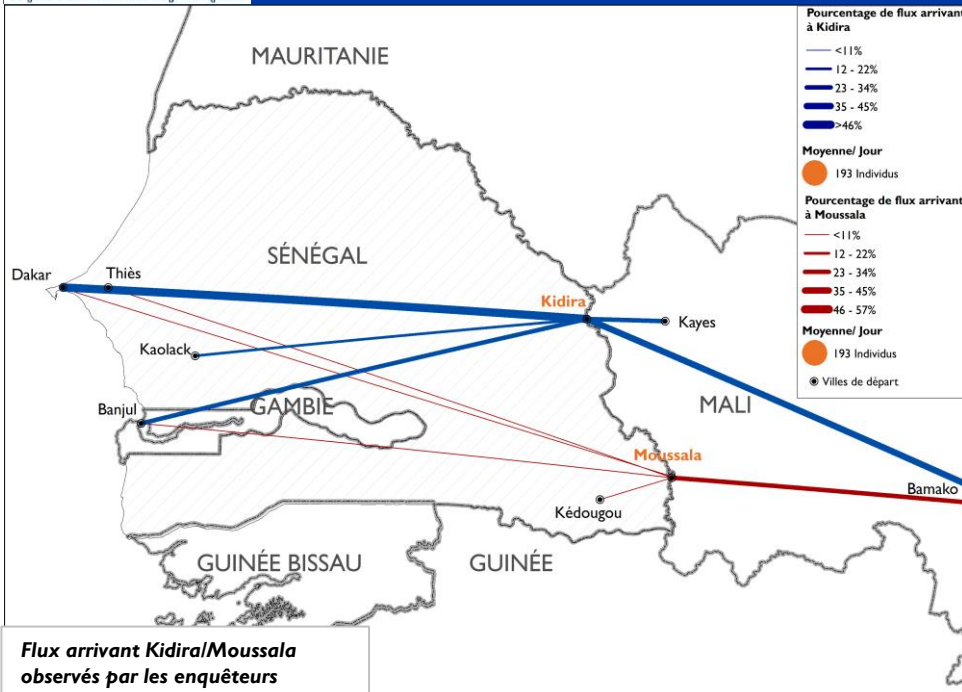 MAURITANIE
SÉNÉGAL
Dakar
Thiès
Kidira
Kayes
Kaolack
Banjul
GAMBIE
MALI
Moussala
Bamako
Kédougou
GUINÉE BISSAU
GUINÉE
Pourcentage de flux arrivant
à Kidira
<11%
12 - 22%
23 - 34%
35 - 45%
>46%
Moyenne/ Jour
193 Individus
Pourcentage de flux arrivant
à Moussala
<11%
12 - 22%
23 - 34%
35 - 45%
46 - 57%
Moyenne/ Jour
193 Individus
Villes de départ
Flux arrivant Kidira/Moussala
observés par les enquêteurs